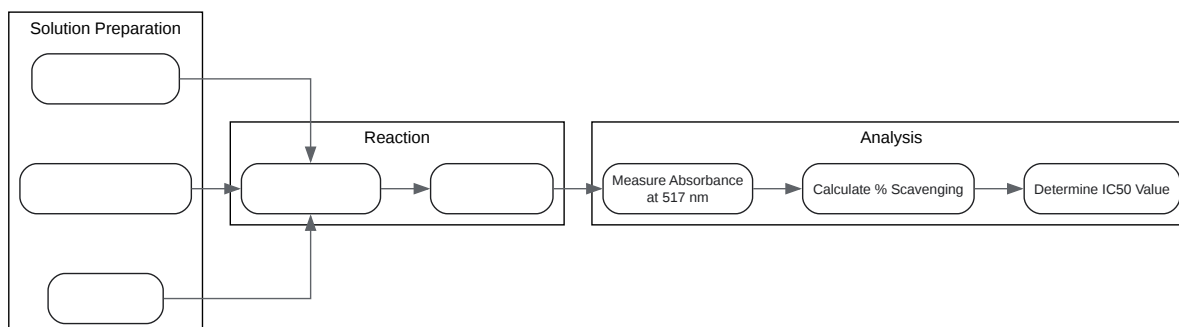 Solution Preparation
Reaction
Analysis
Measure Absorbance
at 517 nm
Calculate % Scavenging
Determine IC50 Value